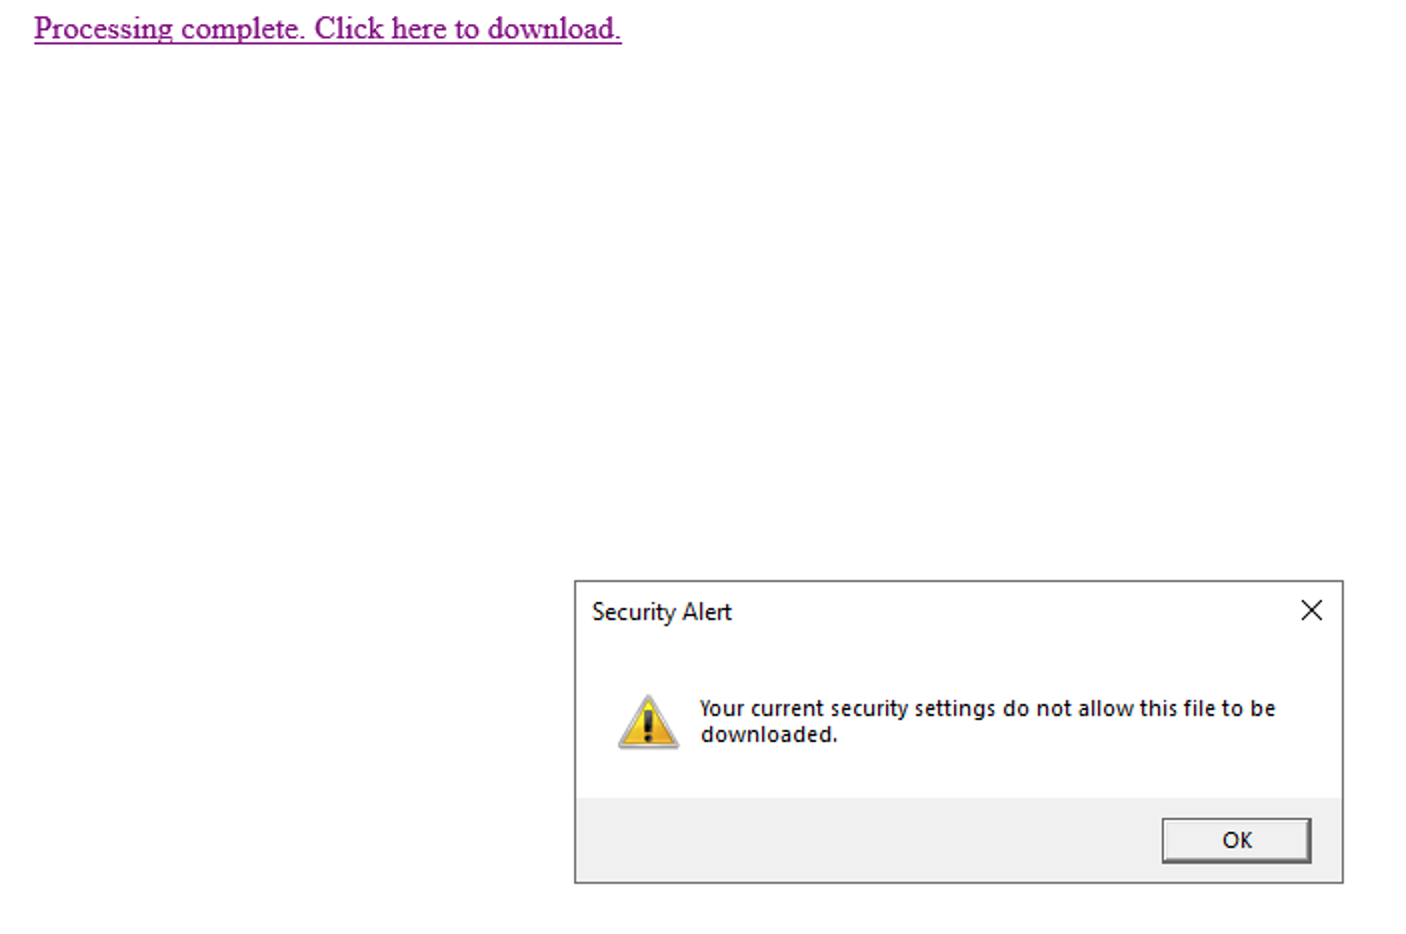 Processing complete. Click here to download.
Security Alert
Your current security settings do not allow this file to be
downloaded.
OK